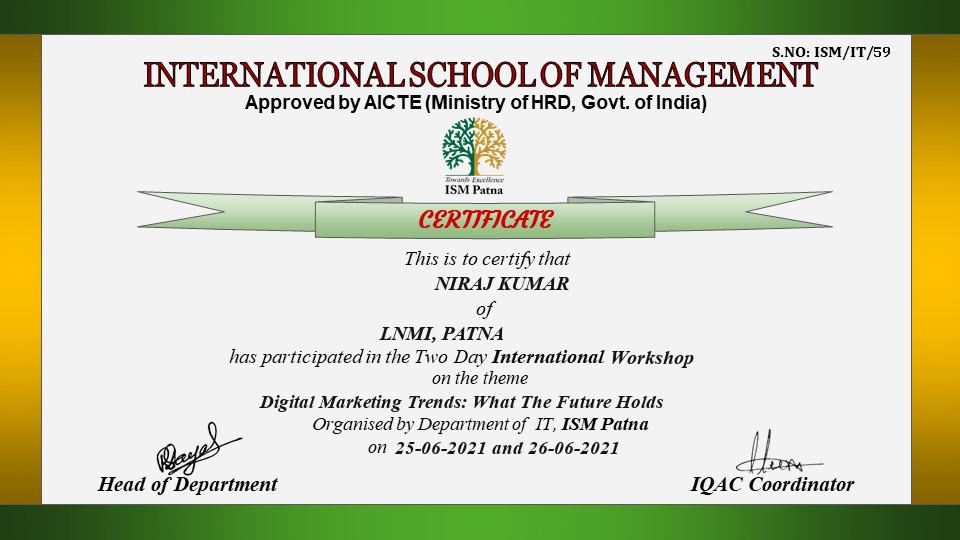 S.NO: ISM/IT/59
INTERNATIONAL SCHOOL OF MANAGEMENT
Approved by AICTE (Ministry of HRD, Govt. of India)
Towards Excellence
ISM Patna
CERTIFICATE
This is to certify that
NIRAJ KUMAR
of
LNMI, PATNA
has participated in the Two Day International Workshop
on the theme
Digital Marketing Trends: What The Future Holds
Organised by Department of IT, ISM Patna
on 25-06-2021 and 26-06-2021
Head of Department
IQAC Coordinator